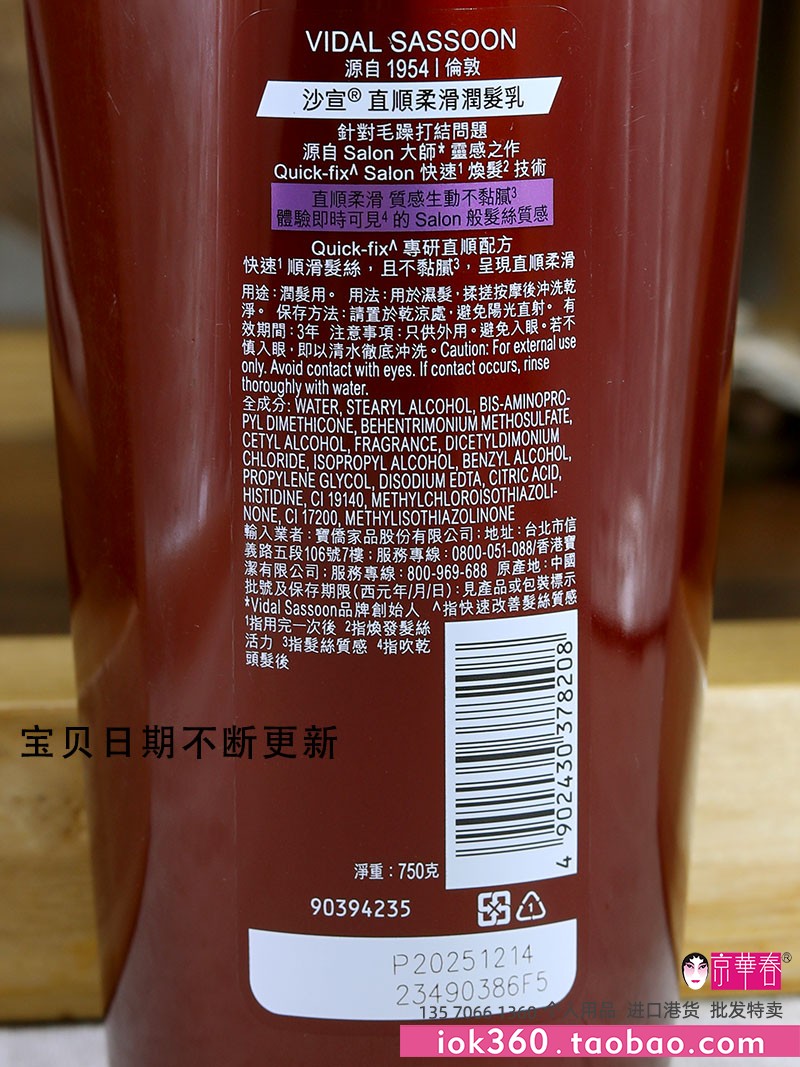 VIDAL SASSOON
源自 1954 | 倫敦
沙宣® 直順柔滑潤髮乳
針對毛躁打結問題
源自 Salon 大師* 靈感之作
Quick-fix^ Salon 快速¹ 煥髮² 技術
直順柔滑 質感生動不黏膩³
體驗即時可見⁴ 的 Salon 般髮絲質感
Quick-fix^ 專研直順配方
快速¹ 順滑髮絲，且不黏膩³，呈現直順柔滑
用途:潤髮用。 用法:用於濕髮，揉搓按摩後沖洗乾
淨。 保存方法:請置於乾涼處，避免陽光直射。 有
效期間:3年 注意事項:只供外用。避免入眼。若不
慎入眼，即以清水徹底沖洗。Caution: For external use
only. Avoid contact with eyes. If contact occurs, rinse
thoroughly with water.
全成分: WATER, STEARYL ALCOHOL, BIS-AMINOPRO-
PYL DIMETHICONE, BEHENTRIMONIUM METHOSULFATE,
CETYL ALCOHOL, FRAGRANCE, DICETYLDIMONIUM
CHLORIDE, ISOPROPYL ALCOHOL, BENZYL ALCOHOL,
PROPYLENE GLYCOL, DISODIUM EDTA, CITRIC ACID,
HISTIDINE, CI 19140, METHYLCHLOROISOTHIAZOLI-
NONE, CI 17200, METHYLISOTHIAZOLINONE
輸入業者:寶僑家品股份有限公司;地址:台北市信
義路五段106號7樓;服務專線:0800-051-088/香港寶
潔有限公司;服務專線:800-969-688 原產地:中國
批號及保存期限(西元年/月/日):見產品或包裝標示
*Vidal Sassoon品牌創始人 ^指快速改善髮絲質感
¹指用完一次後 ²指煥發髮絲
活力 ³指髮絲質感 ⁴指吹乾
頭髮後
4 902430 378208
宝贝日期不断更新
淨重:750克
90394235
1
P20251214
23490386F5
京華春®
135 7066 1360 个人用品 进口港货 批发特卖
iok360.taobao.com